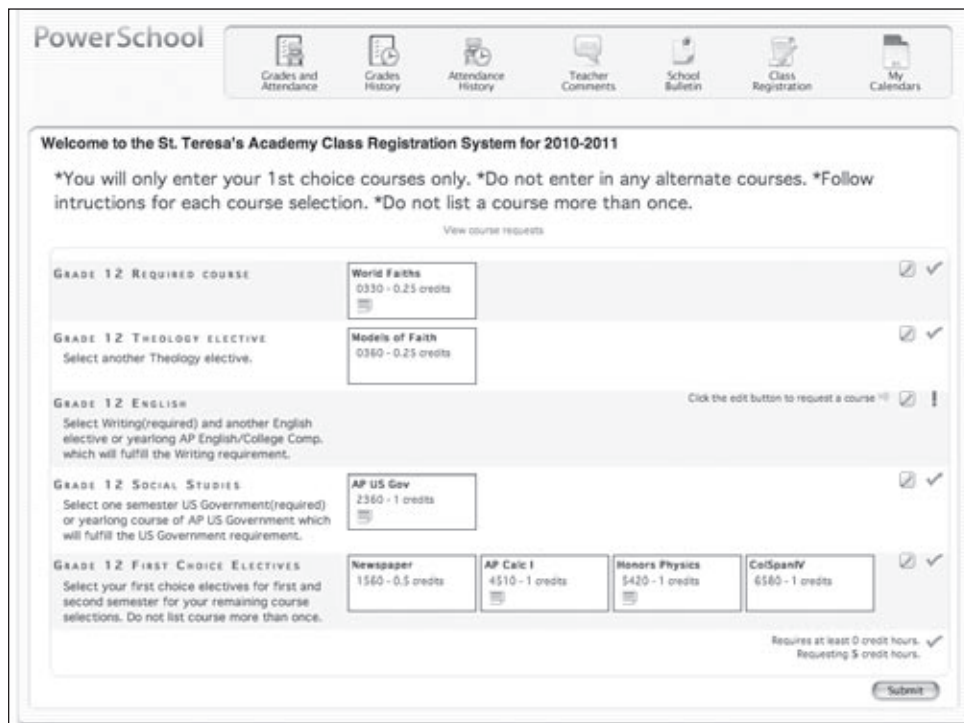 PowerSchool
Grades and Attendance
Grades History
Attendance History
Teacher Comments
School Bulletin
Class Registration
My Calendars
Welcome to the St. Teresa's Academy Class Registration System for 2010-2011
*You will only enter your 1st choice courses only. *Do not enter in any alternate courses. *Follow
intructions for each course selection. *Do not list a course more than once.
View course requests
GRADE 12 REQUIRED COURSE
World Faiths
0330 - 0.25 credits
GRADE 12 THEOLOGY ELECTIVE
Select another Theology elective.
Models of Faith
0360 - 0.25 credits
GRADE 12 ENGLISH
Select Writing(required) and another English
elective or yearlong AP English/College Comp.
which will fulfill the Writing requirement.
Click the edit button to request a course
GRADE 12 SOCIAL STUDIES
Select one semester US Government(required)
or yearlong course of AP US Government which
will fulfill the US Government requirement.
AP US Gov
2360 - 1 credits
GRADE 12 FIRST CHOICE ELECTIVES
Select your first choice electives for first and
second semester for your remaining course
selections. Do not list course more than once.
Newspaper
1560 - 0.5 credits
AP Calc I
4510 - 1 credits
Honors Physics
5420 - 1 credits
ColSpanIV
6580 - 1 credits
Requires at least 0 credit hours.
Requesting 5 credit hours.
Submit